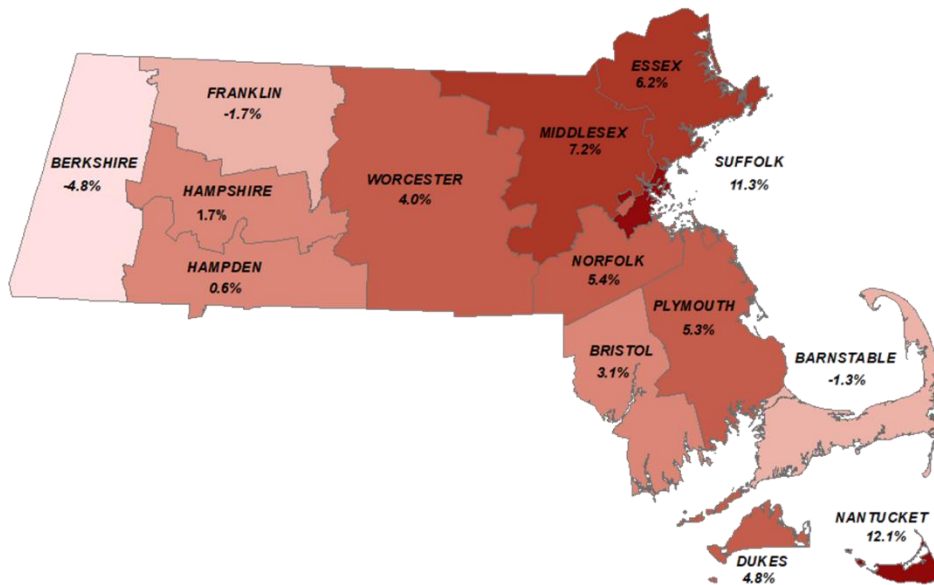 ESSEX
6.2%
FRANKLIN
-1.7%
MIDDLESEX
7.2%
BERKSHIRE
-4.8%
SUFFOLK
11.3%
WORCESTER
4.0%
HAMPSHIRE
1.7%
HAMPDEN
0.6%
NORFOLK
5.4%
PLYMOUTH
5.3%
BRISTOL
3.1%
BARNSTABLE
-1.3%
NANTUCKET
12.1%
DUKES
4.8%